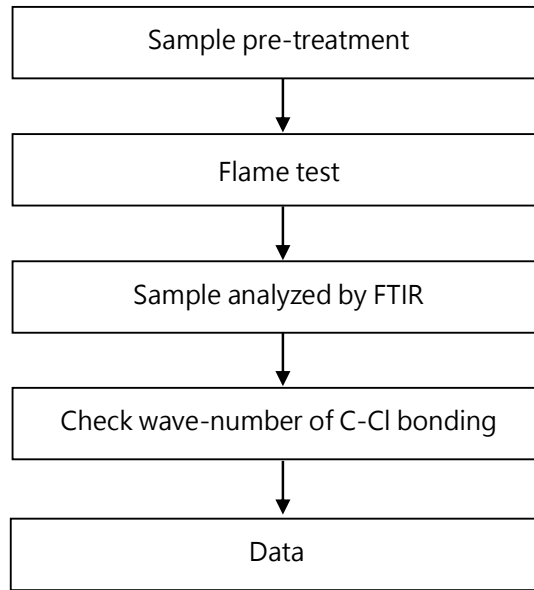 Sample pre-treatment
Flame test
Sample analyzed by FTIR
Check wave-number of C-Cl bonding
Data